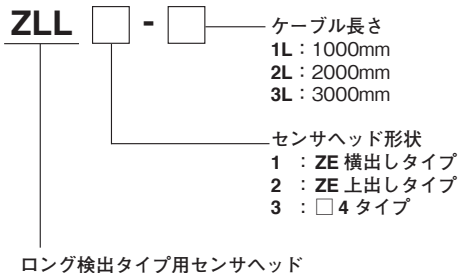 ZLL □ - □
ケーブル長さ
1L：1000mm
2L：2000mm
3L：3000mm
センサヘッド形状
1 ：ZE 横出しタイプ
2 ：ZE 上出しタイプ
3 ：□4 タイプ
ロング検出タイプ用センサヘッド